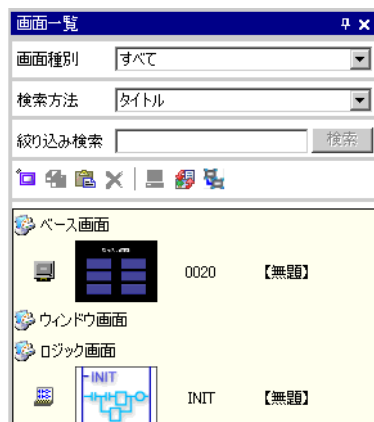 画面一覧
画面種別 すべて
検索方法 タイトル
絞り込み検索 検索
ベース画面
0020 【無題】
ウィンドウ画面
ロジック画面
INIT
INIT 【無題】